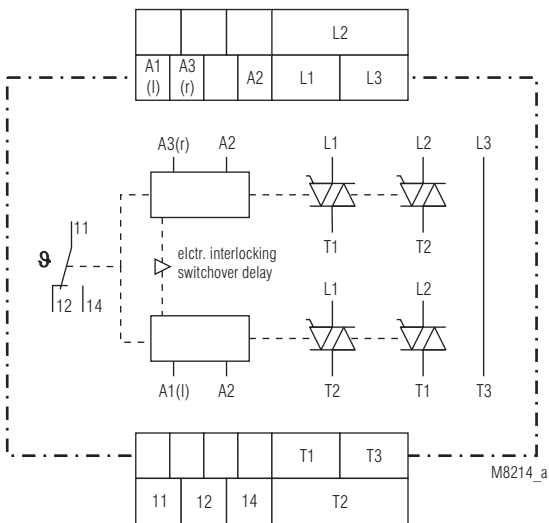 L2
A1 A3
(l) (r) A2 L1 L3
A3(r) A2 L1 L2 L3
T1 T2
11
ϑ
elctr. interlocking
switchover delay
12 14
L1 L2
T2 T1 T3
A1(l) A2
T1 T3
M8214_a
11 12 14 T2